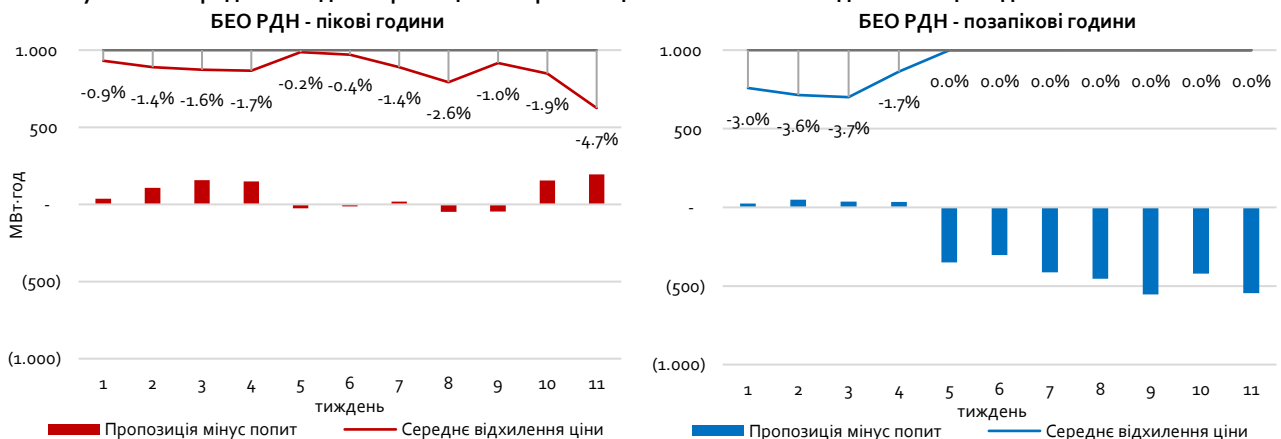 БЕО РДН - пікові години
1.000
500
-
(500)
(1.000)
МВт·год
-0.9%
-1.4%
-1.6%
-1.7%
-0.2%
-0.4%
-1.4%
-2.6%
-1.0%
-1.9%
-4.7%
1 2 3 4 5 6 7 8 9 10 11
тиждень
Пропозиція мінус попит
Середнє відхилення ціни
БЕО РДН - позапікові години
1.000
500
-
(500)
(1.000)
-3.0%
-3.6%
-3.7%
-1.7%
0.0%
0.0%
0.0%
0.0%
0.0%
0.0%
0.0%
1 2 3 4 5 6 7 8 9 10 11
тиждень
Пропозиція мінус попит
Середнє відхилення ціни